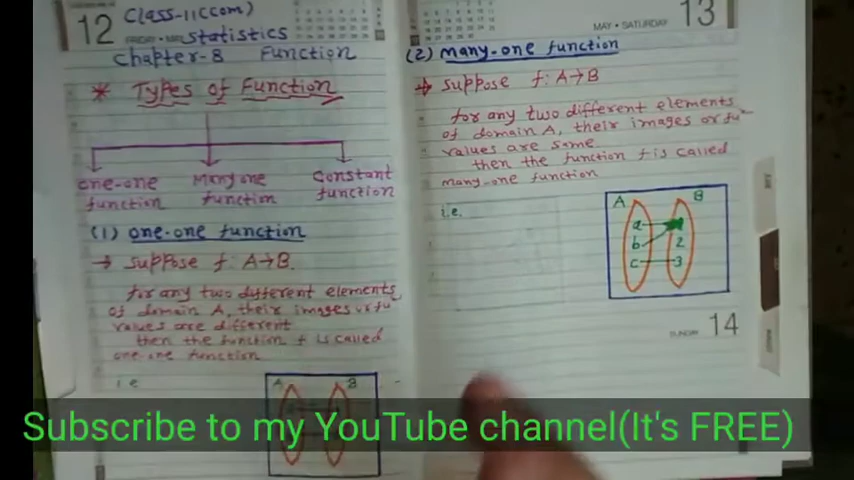 12
Class-11(Com)
Statistics
Chapter-8 Function
* Types of Function
one-one function
Many one function
Constant function
(1) one-one function
→ Suppose f: A→B.
for any two different elements
of domain A, their images or fu^n
values are different
then the function f is called
one-one function
i.e
A B
MAY • SATURDAY 13
(2) many-one function
→ Suppose f: A→B
for any two different elements
of domain A, their images or fu^n
values are same
then the function f is called
many-one function
i.e.
A B
a
b 2
c 3
SUNDAY 14
Subscribe to my YouTube channel(It's FREE)